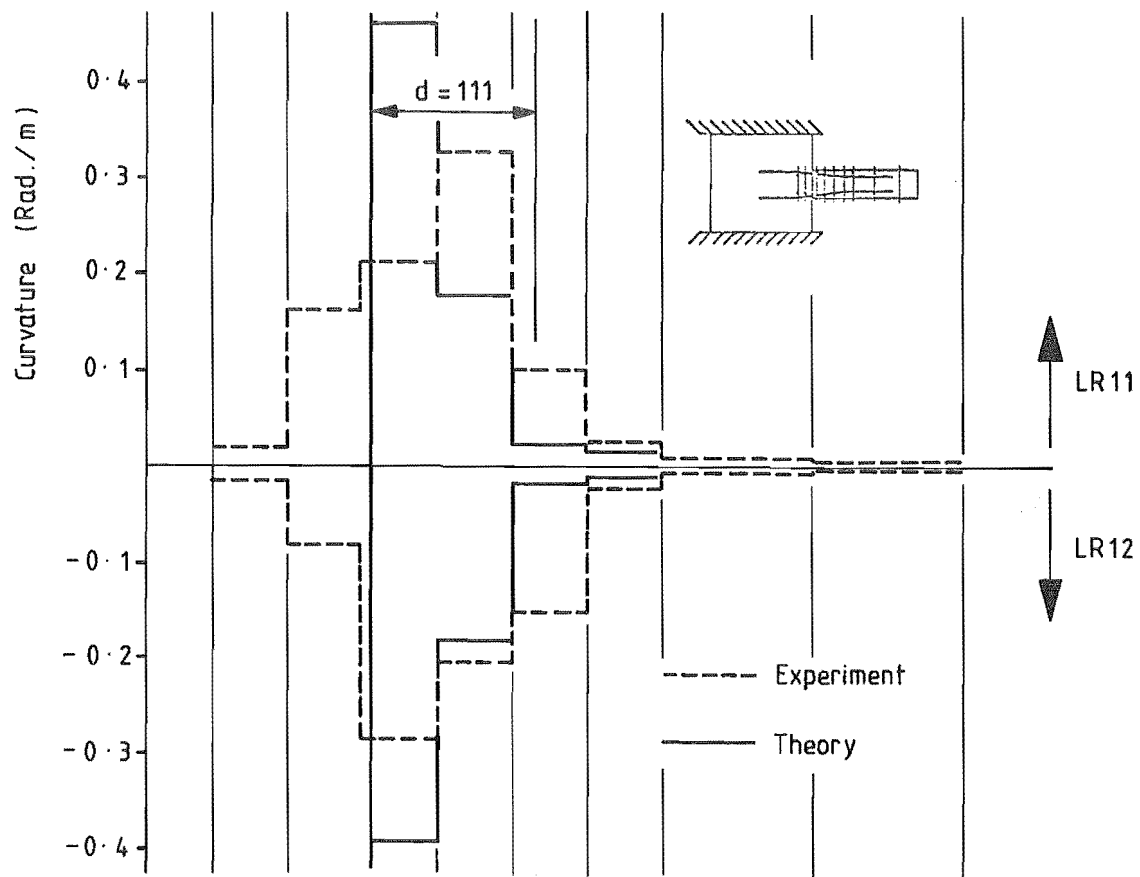 Curvature (Rad./m)
0·4
0·3
0·2
0·1
-0·1
-0·2
-0·3
-0·4
d = 111
LR11
LR12
Experiment
Theory